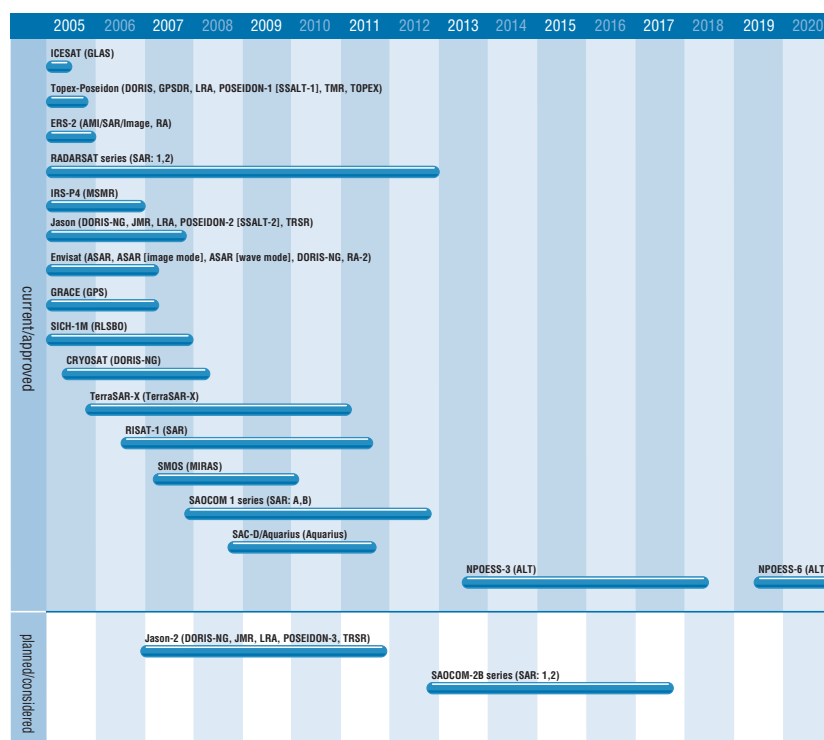 2005 2006 2007 2008 2009 2010 2011 2012 2013 2014 2015 2016 2017 2018 2019 2020
current/approved
ICESAT (GLAS)
Topex-Poseidon (DORIS, GPSDR, LRA, POSEIDON-1 [SSALT-1], TMR, TOPEX)
ERS-2 (AMI/SAR/Image, RA)
RADARSAT series (SAR: 1,2)
IRS-P4 (MSMR)
Jason (DORIS-NG, JMR, LRA, POSEIDON-2 [SSALT-2], TRSR)
Envisat (ASAR, ASAR [image mode], ASAR [wave mode], DORIS-NG, RA-2)
GRACE (GPS)
SICH-1M (RLSBO)
CRYOSAT (DORIS-NG)
TerraSAR-X (TerraSAR-X)
RISAT-1 (SAR)
SMOS (MIRAS)
SAOCOM 1 series (SAR: A,B)
SAC-D/Aquarius (Aquarius)
NPOESS-3 (ALT) NPOESS-6 (ALT
planned/considered
Jason-2 (DORIS-NG, JMR, LRA, POSEIDON-3, TRSR)
SAOCOM-2B series (SAR: 1,2)